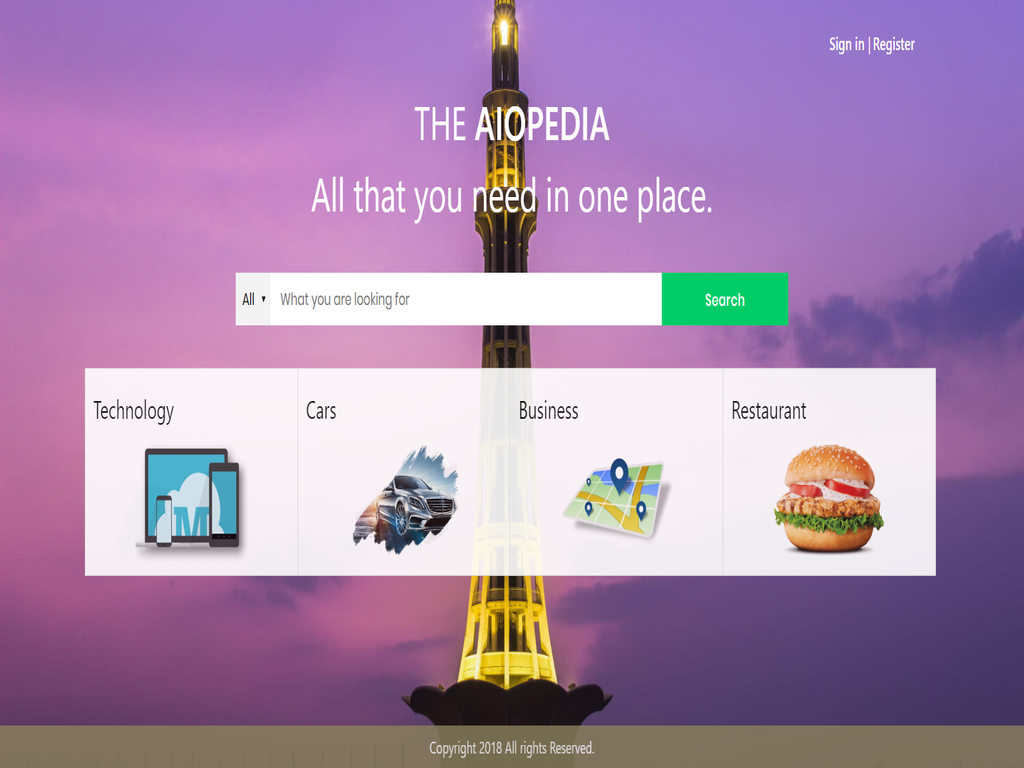 Sign in | Register
THE AIOPEDIA
All that you need in one place.
All ▾ What you are looking for Search
Technology Cars Business Restaurant
M
Copyright 2018 All rights Reserved.